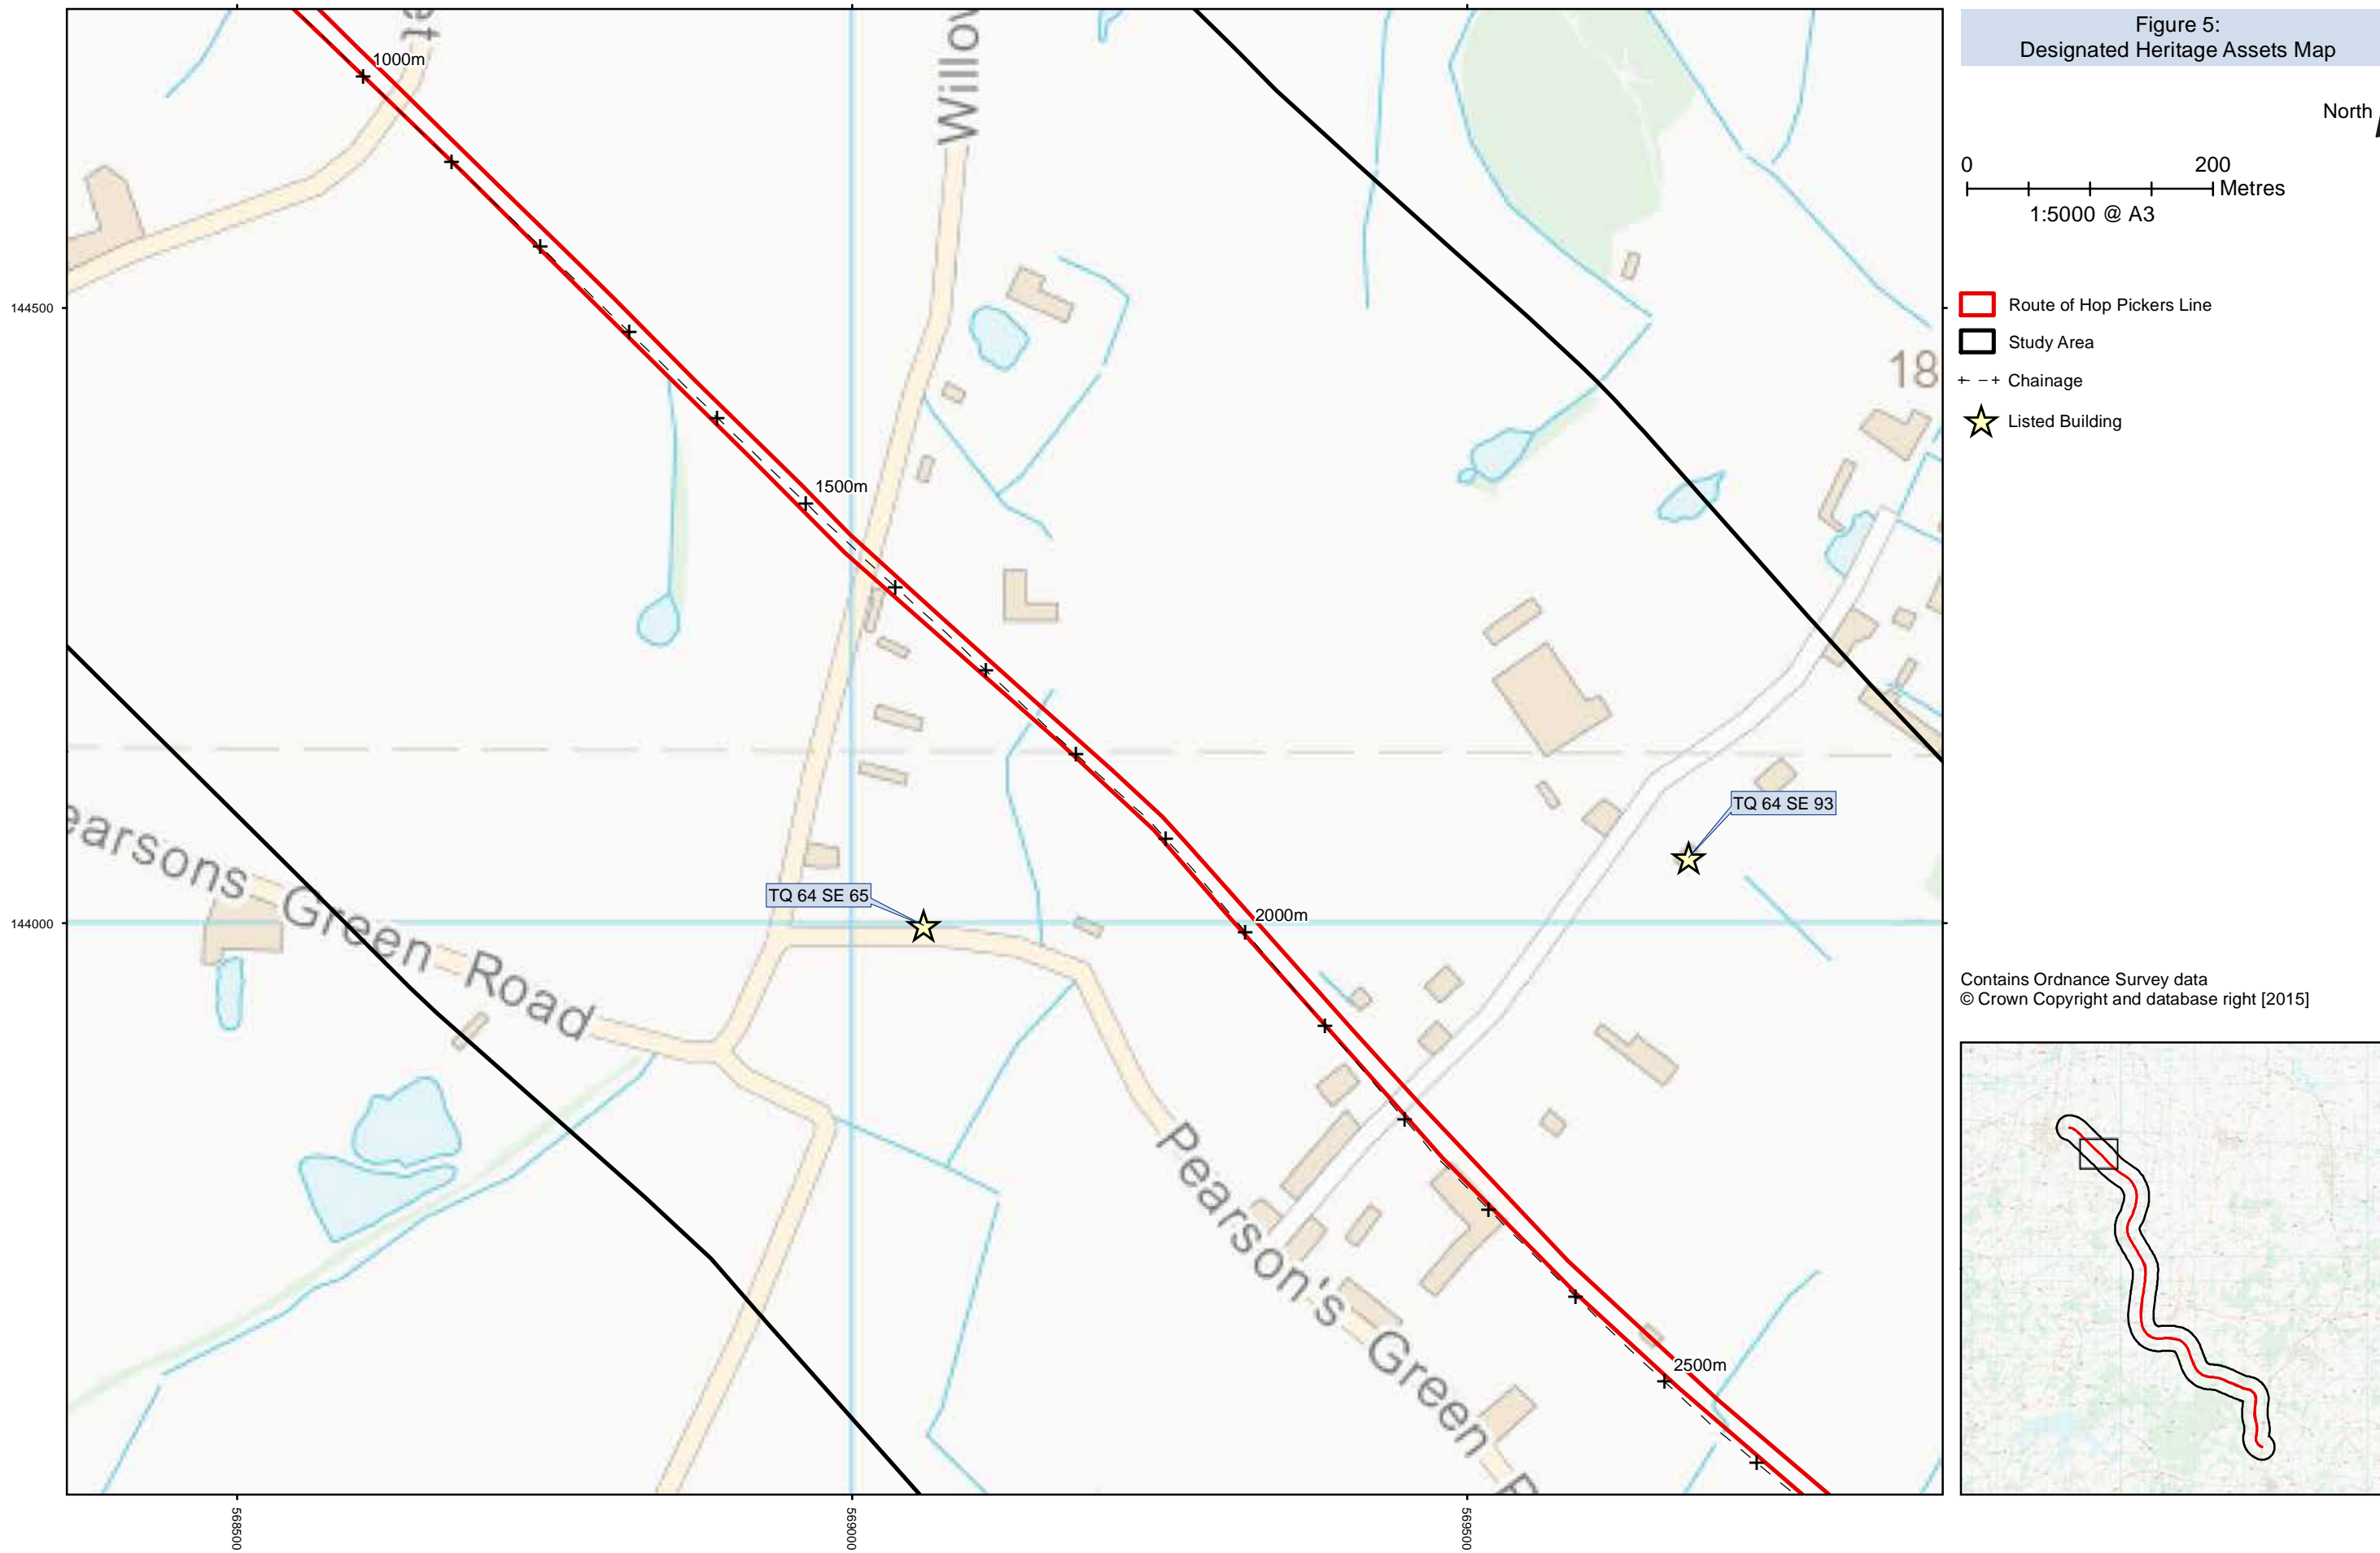 et
Willov
1000m
144500
1500m
18
earsons Green Road
TQ 64 SE 93
TQ 64 SE 65
144000
2000m
Pearson's Green R
2500m
568500
569000
569500
Figure 5:
Designated Heritage Assets Map
North
0 200
Metres
1:5000 @ A3
Route of Hop Pickers Line
Study Area
Chainage
Listed Building
Contains Ordnance Survey data
© Crown Copyright and database right [2015]